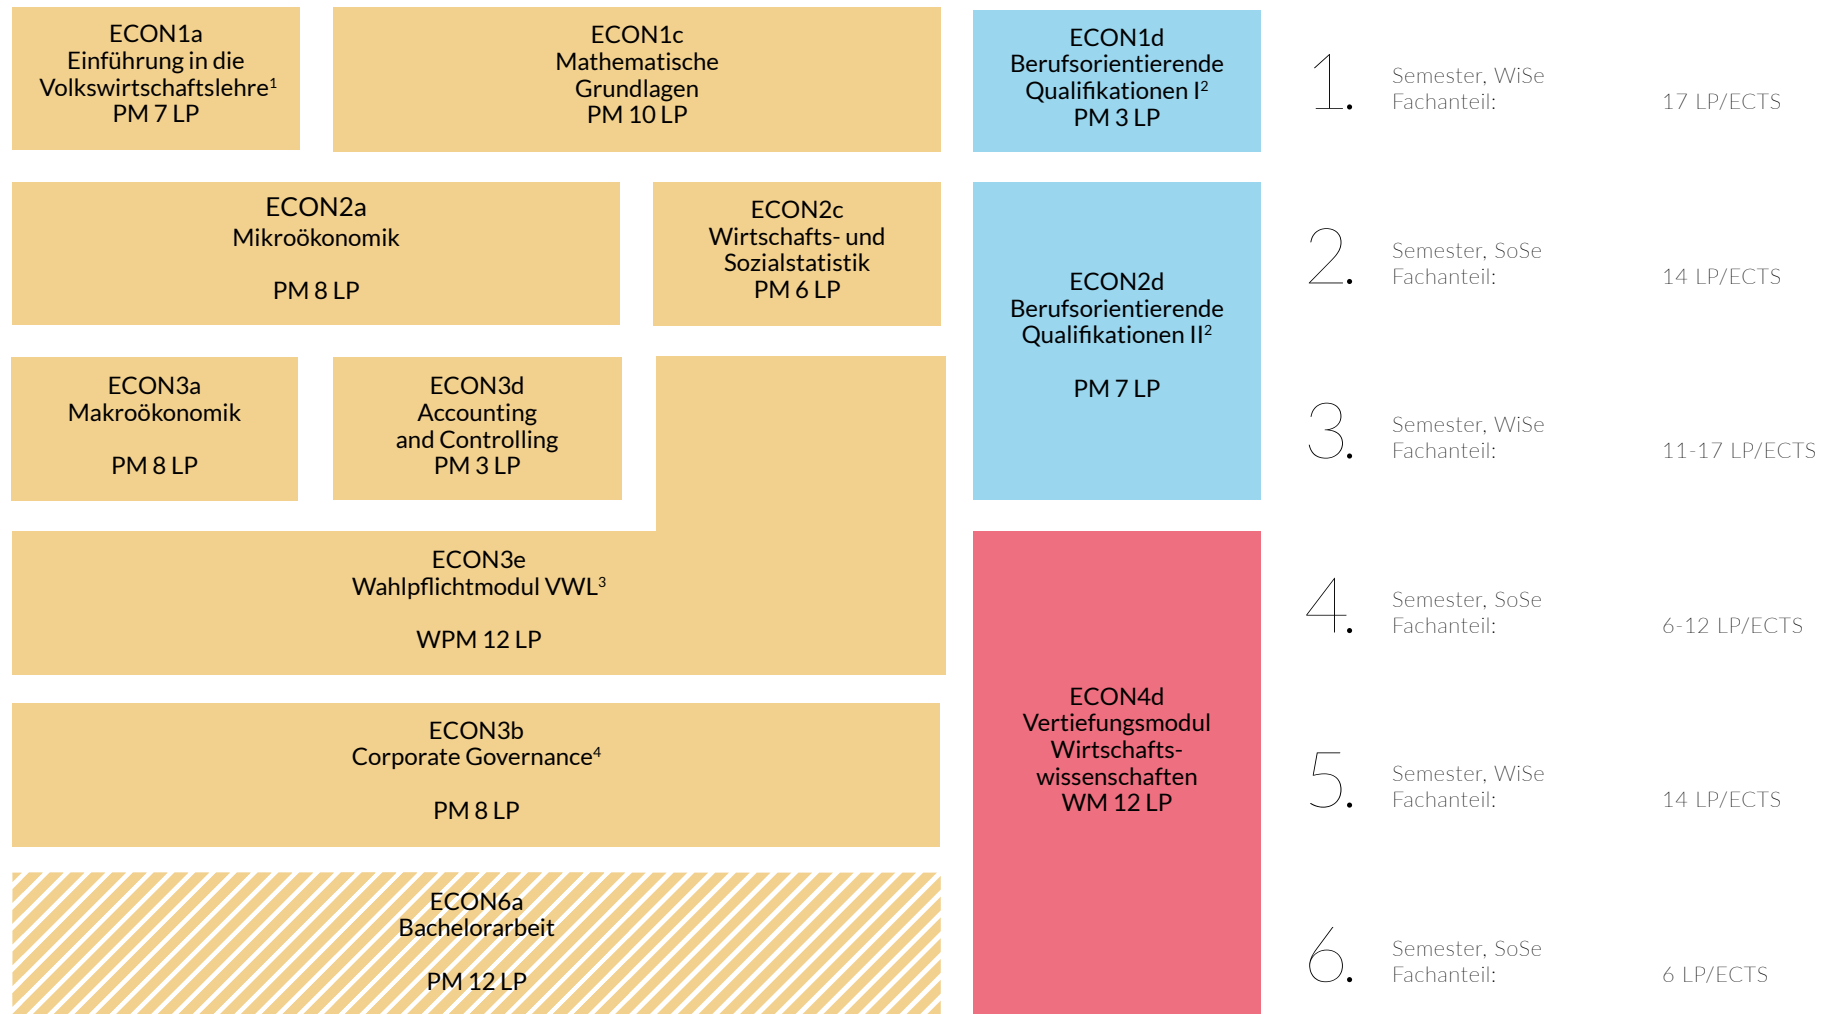 ECON1a
Einführung in die
Volkswirtschaftslehre¹
PM 7 LP
ECON1c
Mathematische
Grundlagen
PM 10 LP
ECON1d
Berufsorientierende
Qualifikationen I²
PM 3 LP
1.
Semester, WiSe
Fachanteil: 17 LP/ECTS
ECON2a
Mikroökonomik
PM 8 LP
ECON2c
Wirtschafts- und
Sozialstatistik
PM 6 LP
ECON2d
Berufsorientierende
Qualifikationen II²
PM 7 LP
2.
Semester, SoSe
Fachanteil: 14 LP/ECTS
ECON3a
Makroökonomik
PM 8 LP
ECON3d
Accounting
and Controlling
PM 3 LP
3.
Semester, WiSe
Fachanteil: 11-17 LP/ECTS
ECON3e
Wahlpflichtmodul VWL³
WPM 12 LP
4.
Semester, SoSe
Fachanteil: 6-12 LP/ECTS
ECON3b
Corporate Governance⁴
PM 8 LP
ECON4d
Vertiefungsmodul
Wirtschafts-
wissenschaften
WM 12 LP
5.
Semester, WiSe
Fachanteil: 14 LP/ECTS
ECON6a
Bachelorarbeit
PM 12 LP
6.
Semester, SoSe
Fachanteil: 6 LP/ECTS